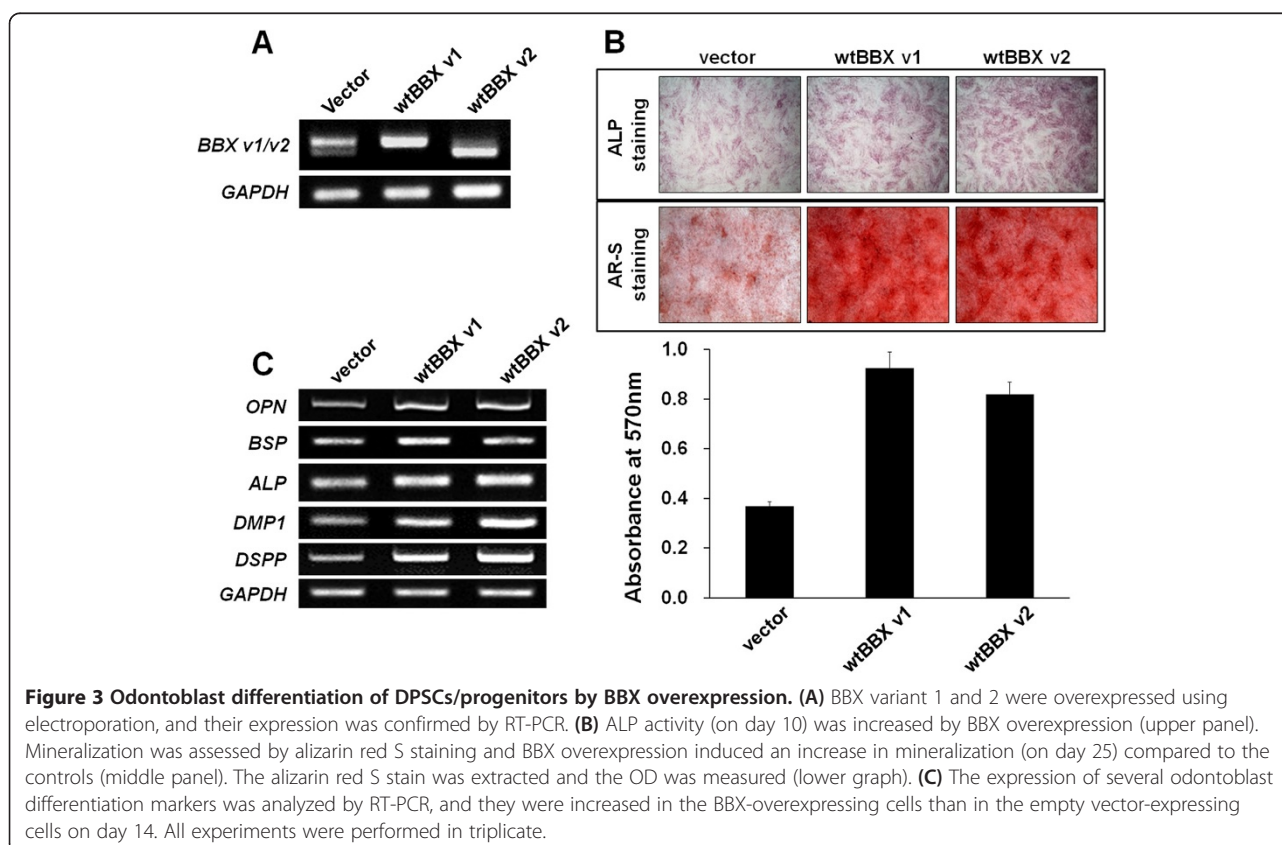 A
Vector
wtBBX v1
wtBBX v2
BBX v1/v2
GAPDH
B
vector
wtBBX v1
wtBBX v2
ALP
staining
AR-S
staining
C
vector
wtBBX v1
wtBBX v2
OPN
BSP
ALP
DMP1
DSPP
GAPDH
Absorbance at 570nm
1.0
0.8
0.6
0.4
0.2
0.0
vector
wtBBX v1
wtBBX v2
Figure 3 Odontoblast differentiation of DPSCs/progenitors by BBX overexpression. (A) BBX variant 1 and 2 were overexpressed using
electroporation, and their expression was confirmed by RT-PCR. (B) ALP activity (on day 10) was increased by BBX overexpression (upper panel).
Mineralization was assessed by alizarin red S staining and BBX overexpression induced an increase in mineralization (on day 25) compared to the
controls (middle panel). The alizarin red S stain was extracted and the OD was measured (lower graph). (C) The expression of several odontoblast
differentiation markers was analyzed by RT-PCR, and they were increased in the BBX-overexpressing cells than in the empty vector-expressing
cells on day 14. All experiments were performed in triplicate.